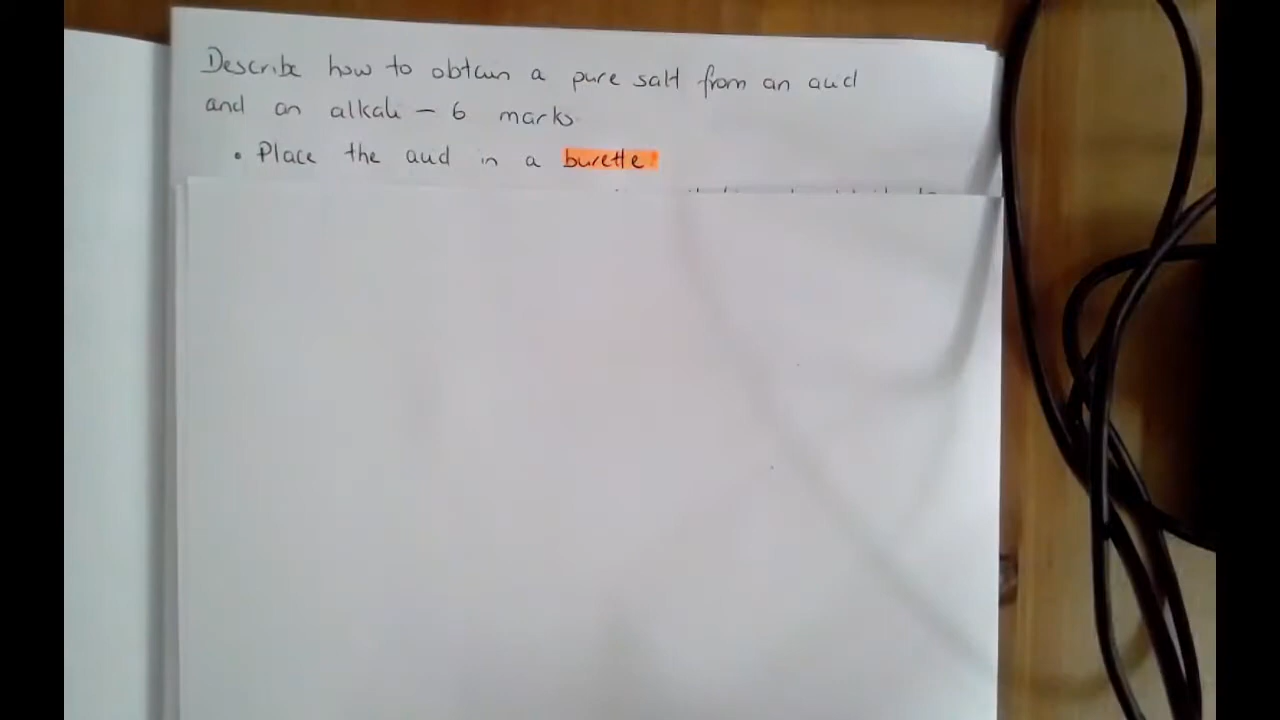 Describe how to obtain a pure salt from an acid
and an alkali - 6 marks
• Place the acid in a burette